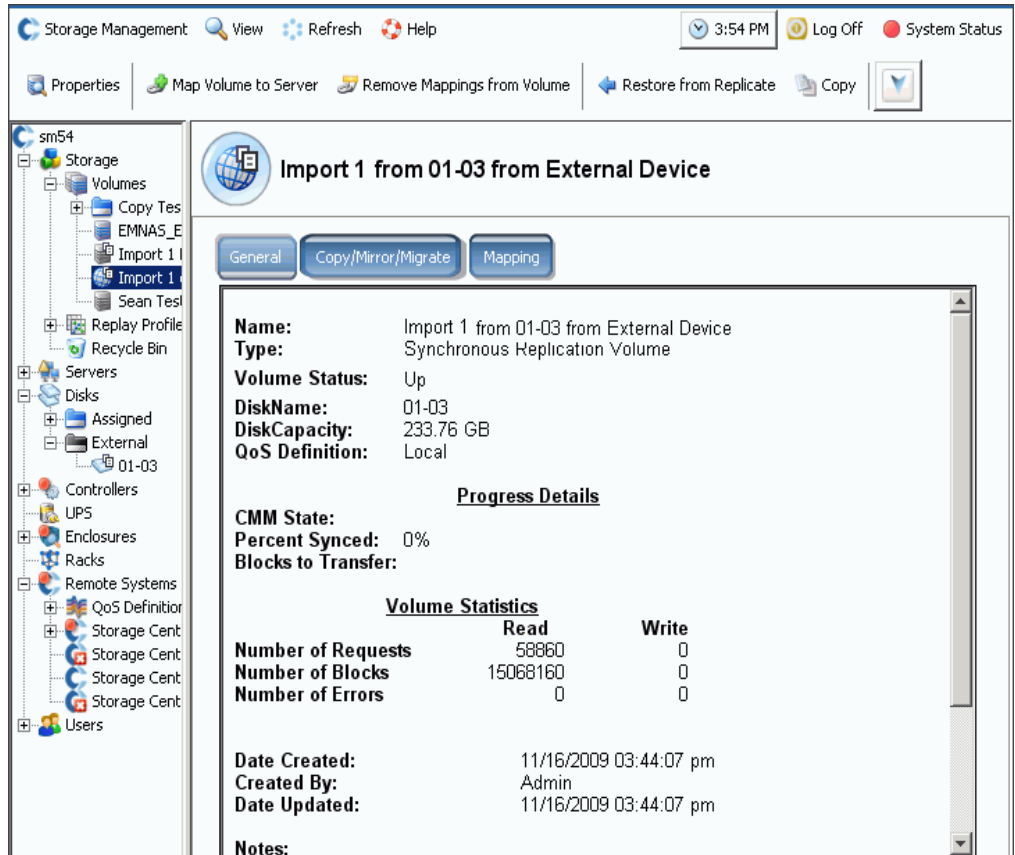 Storage Management View Refresh Help 3:54 PM Log Off System Status
Properties Map Volume to Server Remove Mappings from Volume Restore from Replicate Copy
sm54
Storage
Volumes
Copy Tes
EMNAS_E
Import 1
Import 1
Sean Test
Replay Profile
Recycle Bin
Servers
Disks
Assigned
External
01-03
Controllers
UPS
Enclosures
Racks
Remote Systems
QoS Definition
Storage Cent
Storage Cent
Storage Cent
Storage Cent
Users
Import 1 from 01-03 from External Device
General Copy/Mirror/Migrate Mapping
Name: Import 1 from 01-03 from External Device
Type: Synchronous Replication Volume
Volume Status: Up
DiskName: 01-03
DiskCapacity: 233.76 GB
QoS Definition: Local
Progress Details
CMM State:
Percent Synced: 0%
Blocks to Transfer:
Volume Statistics
Read Write
Number of Requests 58860 0
Number of Blocks 15068160 0
Number of Errors 0 0
Date Created: 11/16/2009 03:44:07 pm
Created By: Admin
Date Updated: 11/16/2009 03:44:07 pm
Notes: